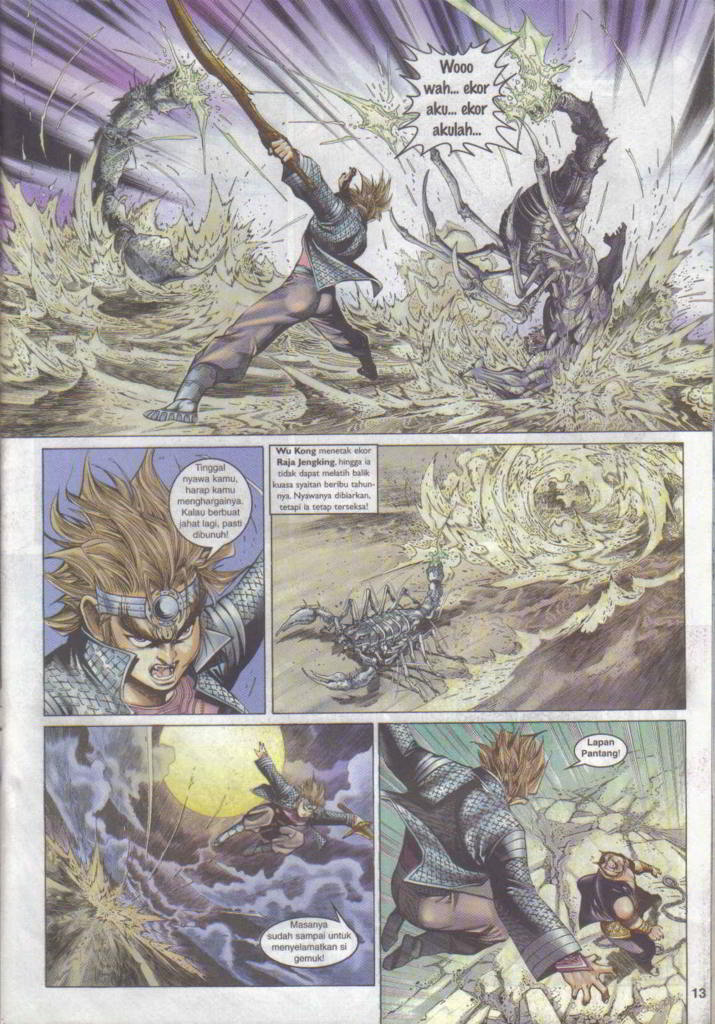 Wooo
wah... ekor
aku... ekor
akulah...
Tinggal
nyawa kamu,
harap kamu
menghargainya.
Kalau berbuat
jahat lagi, pasti
dibunuh!
Wu Kong menetak ekor
Raja Jengking, hingga ia
tidak dapat melatih balik
kuasa syaitan beribu tahun-
nya. Nyawanya dibiarkan,
tetapi ia tetap terseksa!
Masanya
sudah sampai untuk
menyelamatkan si
gemuk!
Lapan
Pantang!
13